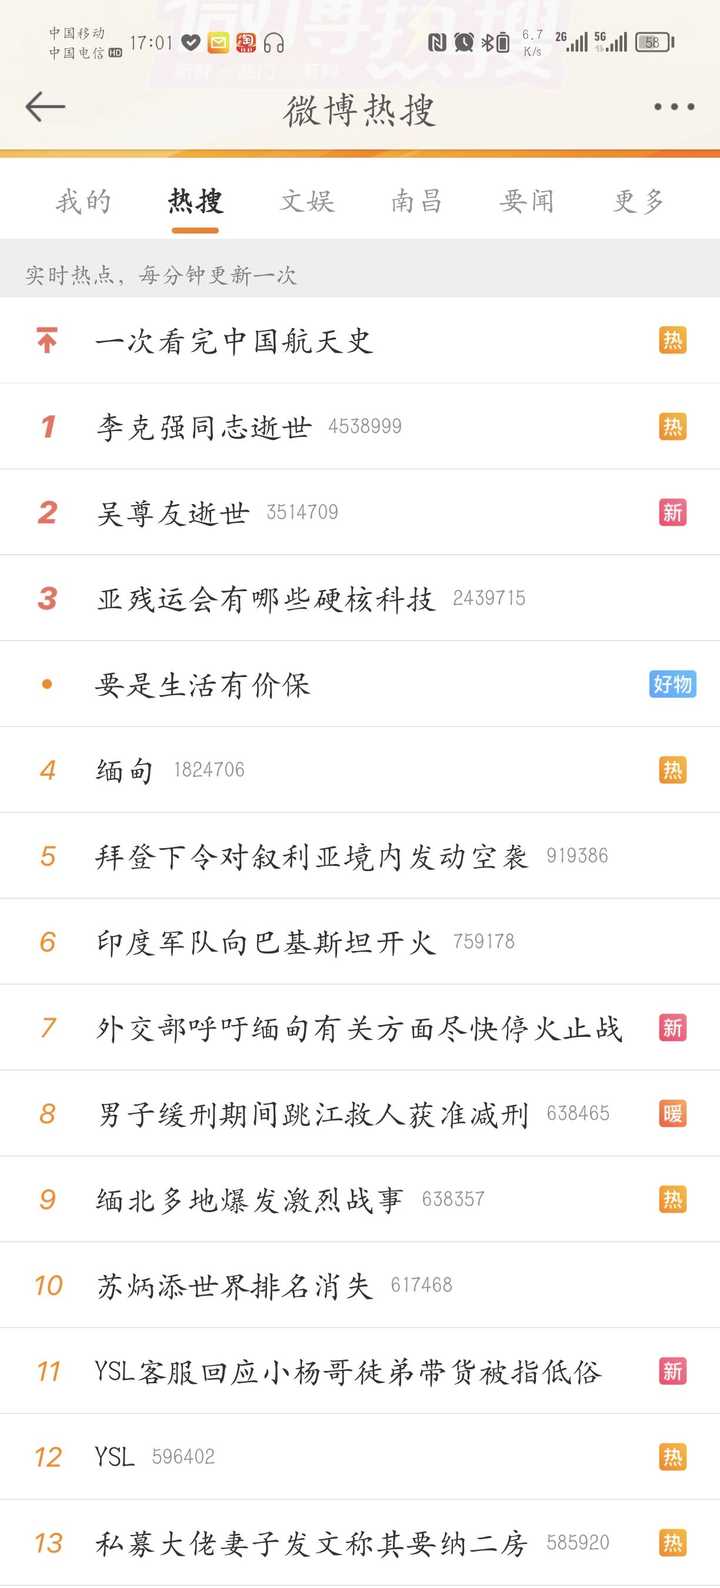 中国移动
中国电信HD 17:01 淘 6.7 K/s 2G 5G 58
微博热搜
我的 热搜 文娱 南昌 要闻 更多
实时热点，每分钟更新一次
一次看完中国航天史 热
1 李克强同志逝世 4538999 热
2 吴尊友逝世 3514709 新
3 亚残运会有哪些硬核科技 2439715
要是生活有价保 好物
4 缅甸 1824706 热
5 拜登下令对叙利亚境内发动空袭 919386
6 印度军队向巴基斯坦开火 759178
7 外交部呼吁缅甸有关方面尽快停火止战 新
8 男子缓刑期间跳江救人获准减刑 638465 暖
9 缅北多地爆发激烈战事 638357 热
10 苏炳添世界排名消失 617468
11 YSL客服回应小杨哥徒弟带货被指低俗 新
12 YSL 596402 热
13 私募大佬妻子发文称其要纳二房 585920 热